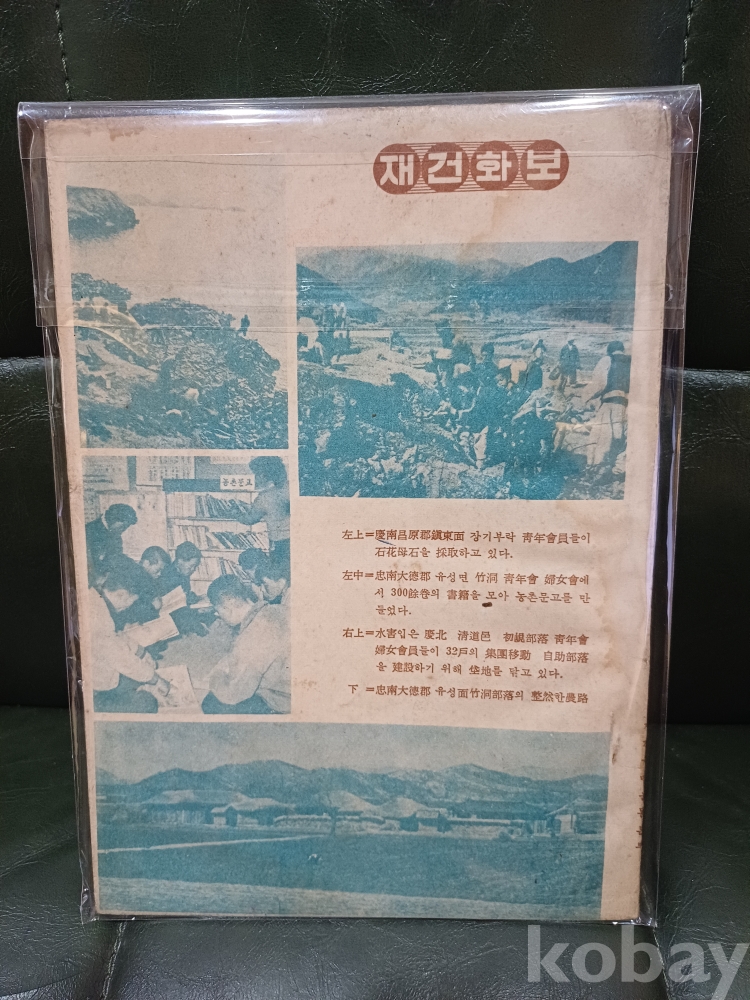 재건화보
농촌문고
左上=慶南昌原郡鎭東面 강기부락 靑年會員들이
石花母石을 採取하고 있다.
左中=忠南大德郡 유성면 竹洞 靑年會 婦女會에
서 300餘卷의 書籍을 모아 농촌문고를 만
들었다.
右上=水害입은 慶北 淸道邑 初峴部落 靑年會
婦女會員들이 32戶의 集團移動 自助部落
을 建設하기 위해 垈地를 닦고 있다.
下 =忠南大德郡 유성面竹洞部落의 整然한農路
kobay